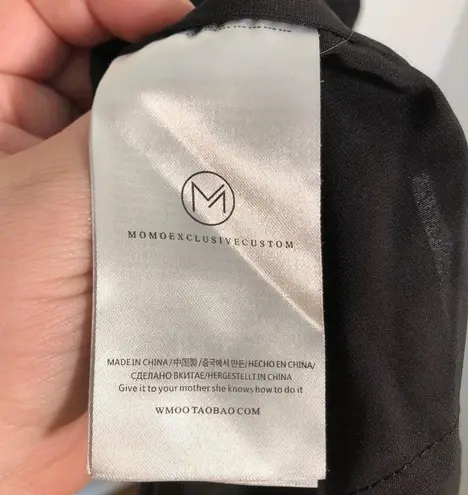 M
MOMOEXCLUSIVECUSTOM
MADE IN CHINA/中国製/중국에서 만든/HECHO EN CHINA/
СДЕЛАНО ВКИТАЕ/HERGESTELLT IN CHINA
Give it to your mother she knows how to do it
WMOO TAOBAO COM